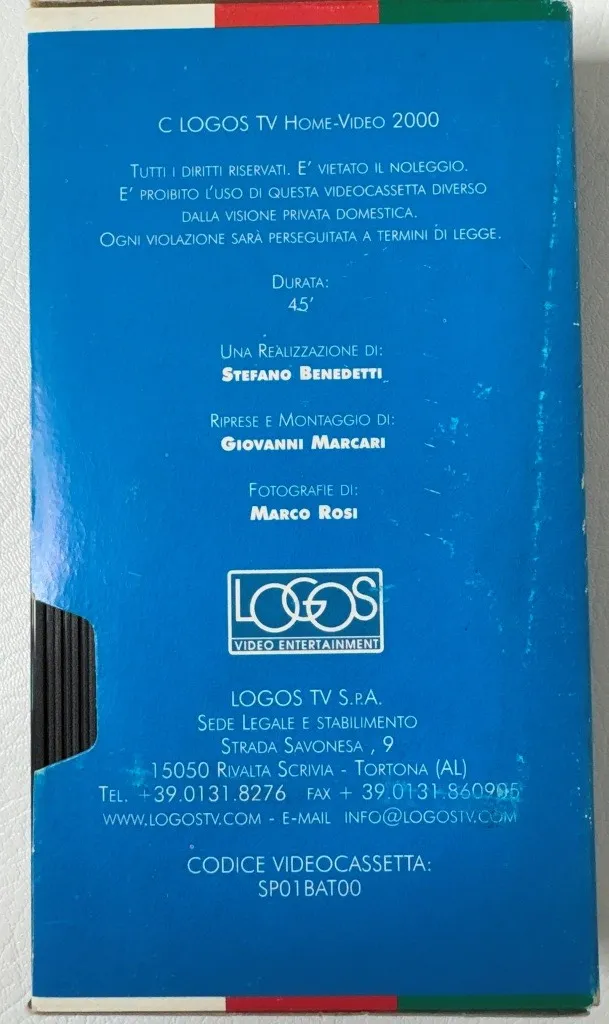 C LOGOS TV HOME-VIDEO 2000
TUTTI I DIRITTI RISERVATI. E' VIETATO IL NOLEGGIO.
E' PROIBITO L'USO DI QUESTA VIDEOCASSETTA DIVERSO
DALLA VISIONE PRIVATA DOMESTICA.
OGNI VIOLAZIONE SARÀ PERSEGUITATA A TERMINI DI LEGGE.
DURATA:
45'
UNA REALIZZAZIONE DI:
STEFANO BENEDETTI
RIPRESE E MONTAGGIO DI:
GIOVANNI MARCARI
FOTOGRAFIE DI:
MARCO ROSI
LOGOS
VIDEO ENTERTAINMENT
LOGOS TV S.P.A.
SEDE LEGALE E STABILIMENTO
STRADA SAVONESA , 9
15050 RIVALTA SCRIVIA - TORTONA (AL)
TEL. +39.0131.8276 FAX + 39.0131.860905
WWW.LOGOSTV.COM - E-MAIL INFO@LOGOSTV.COM
CODICE VIDEOCASSETTA:
SP01BAT00